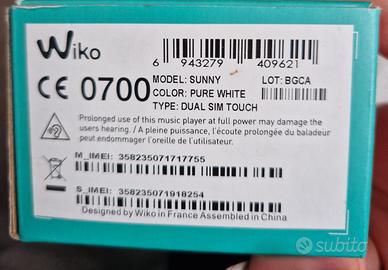 Wiko
6 943279 409621
CE 0700
MODEL: SUNNY LOT: BGCA
COLOR: PURE WHITE
TYPE: DUAL SIM TOUCH
Prolonged use of this music player at full power may damage the
users hearing. / A pleine puissance, l'écoute prolongée du baladeur
peut endommager l'oreille de l'utilisateur.
M_IMEI: 358235071717755
S_IMEI: 358235071918254
Designed by Wiko in France Assembled in China
subito